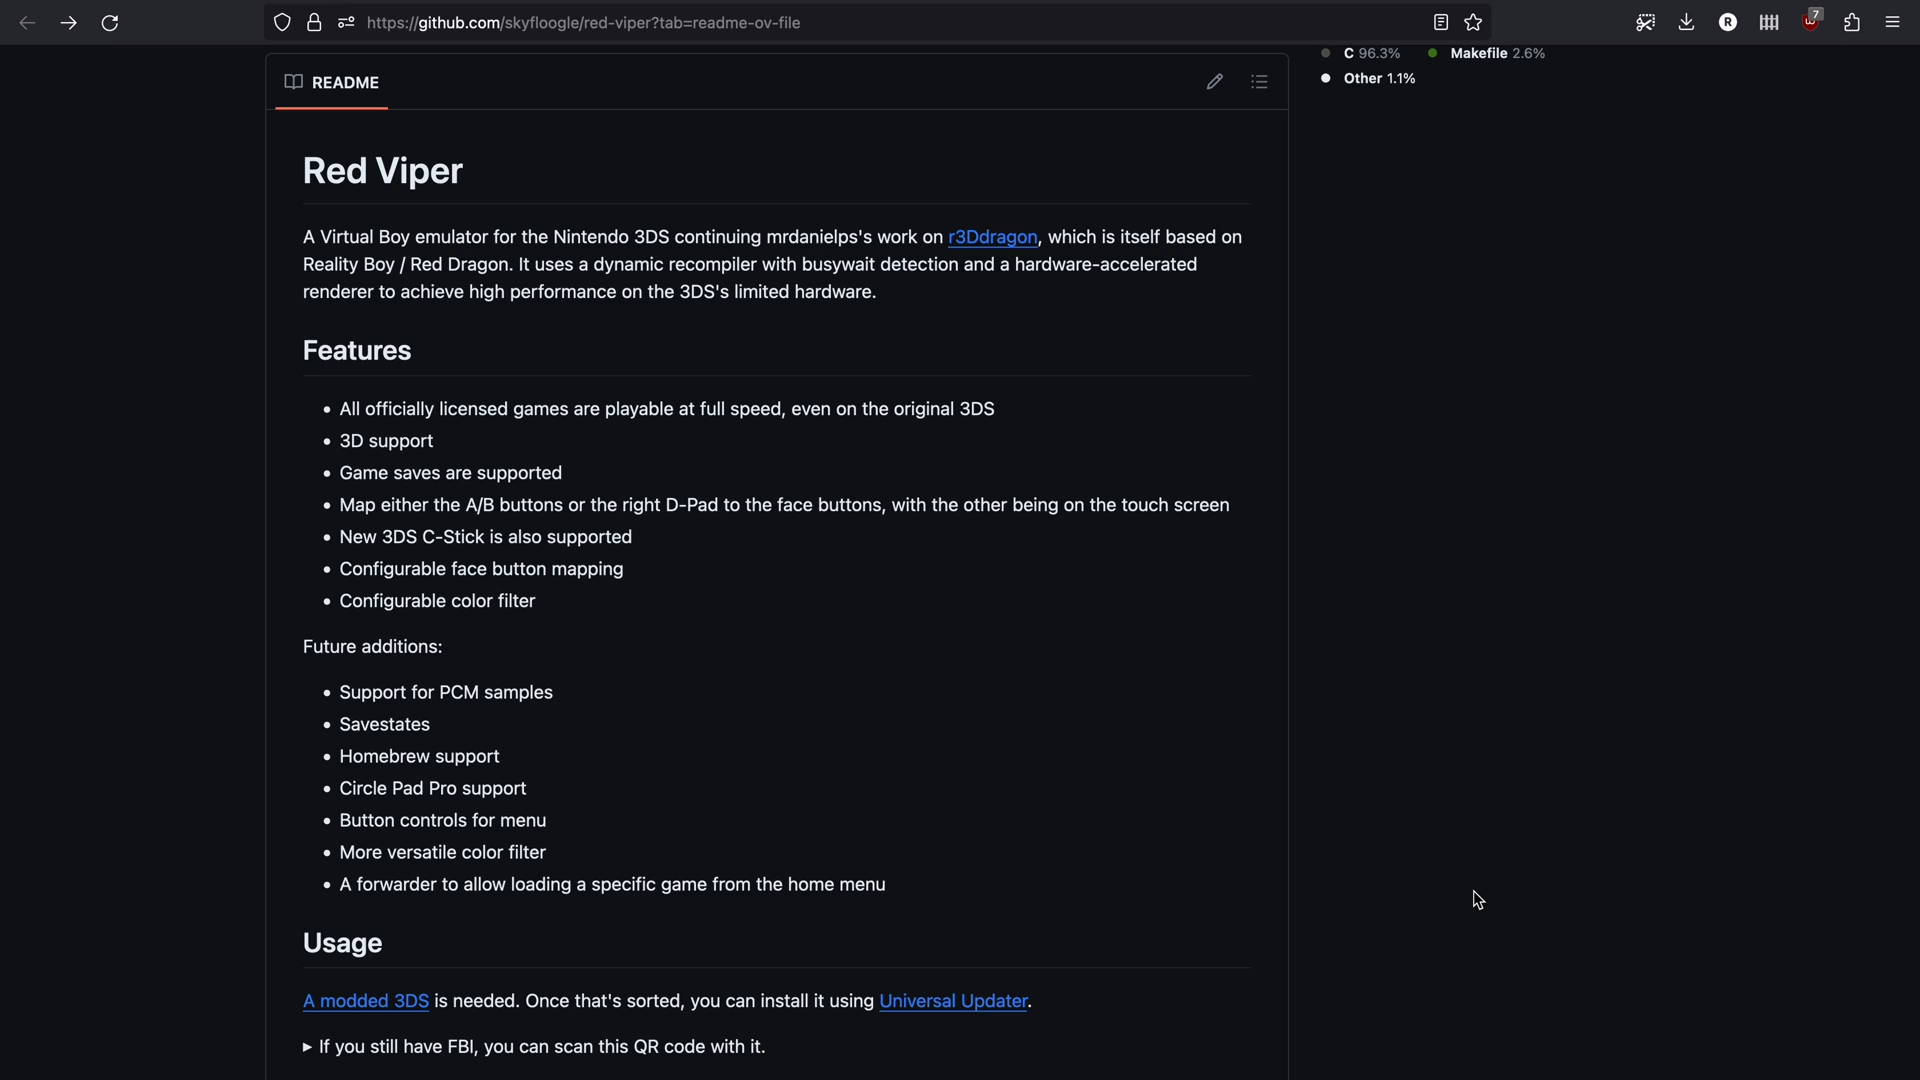 https://github.com/skyfloogle/red-viper?tab=readme-ov-file
R
7
C 96.3%
Makefile 2.6%
Other 1.1%
README
Red Viper
A Virtual Boy emulator for the Nintendo 3DS continuing mrdanielps's work on r3Ddragon, which is itself based on
Reality Boy / Red Dragon. It uses a dynamic recompiler with busywait detection and a hardware-accelerated
renderer to achieve high performance on the 3DS's limited hardware.
Features
• All officially licensed games are playable at full speed, even on the original 3DS
• 3D support
• Game saves are supported
• Map either the A/B buttons or the right D-Pad to the face buttons, with the other being on the touch screen
• New 3DS C-Stick is also supported
• Configurable face button mapping
• Configurable color filter
Future additions:
• Support for PCM samples
• Savestates
• Homebrew support
• Circle Pad Pro support
• Button controls for menu
• More versatile color filter
• A forwarder to allow loading a specific game from the home menu
Usage
A modded 3DS is needed. Once that's sorted, you can install it using Universal Updater.
▶ If you still have FBI, you can scan this QR code with it.